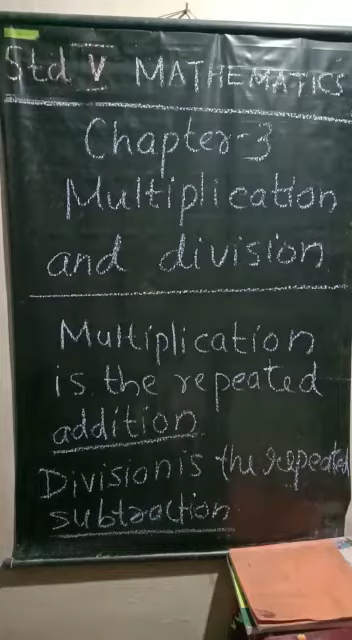 Std V MATHEMATICS
Chapter-3
Multiplication
and division
Multiplication
is the repeated
addition
Division is the repeated
subtraction